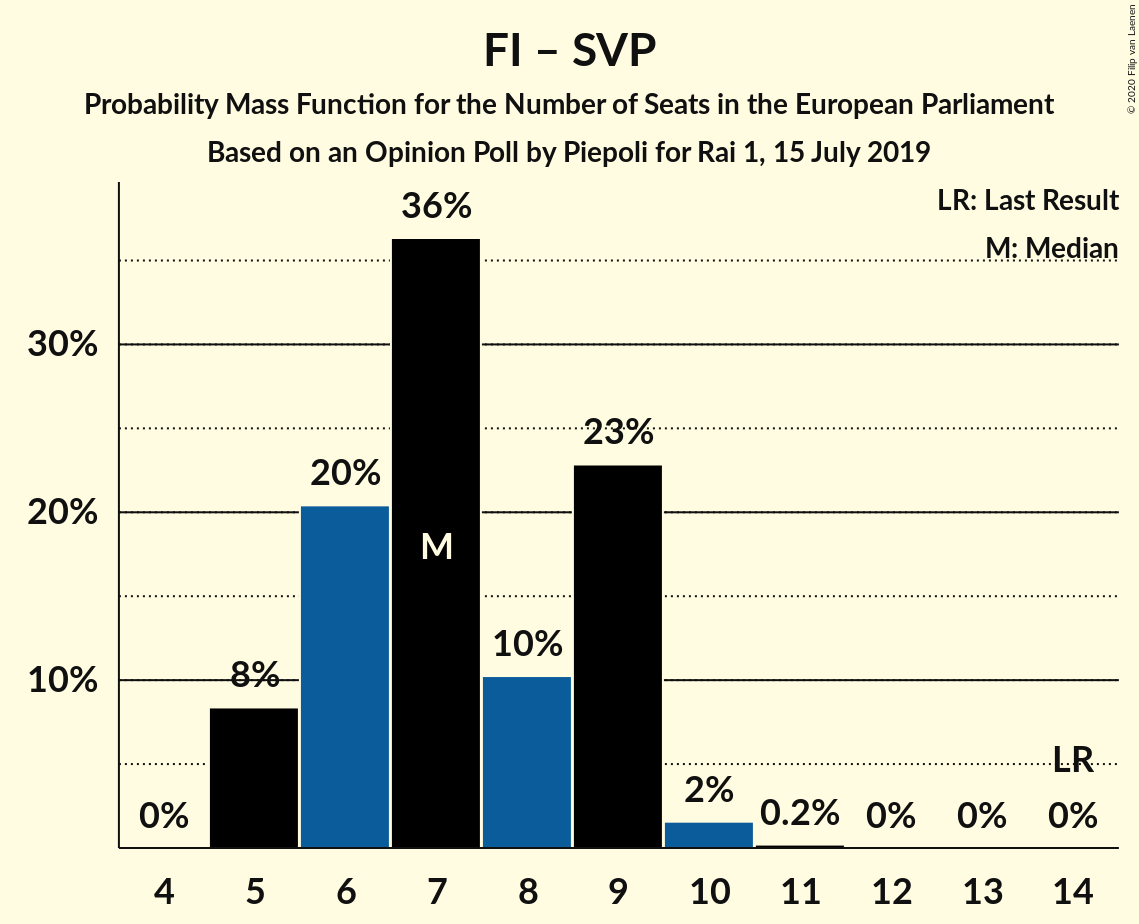 FI – SVP
Probability Mass Function for the Number of Seats in the European Parliament
Based on an Opinion Poll by Piepoli for Rai 1, 15 July 2019
© 2020 Filip van Laenen
LR: Last Result
M: Median
36%
30%
23%
20%
20%
M
10%
8%
10%
LR
2%
0%
0.2%
0%
0%
0%
4 5 6 7 8 9 10 11 12 13 14